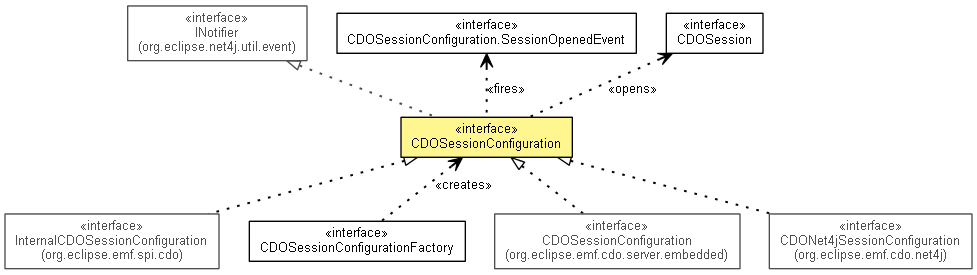 «interface»
INotifier
(org.eclipse.net4j.util.event)
«interface»
CDOSessionConfiguration.SessionOpenedEvent
«interface»
CDOSession
«fires»
«opens»
«interface»
CDOSessionConfiguration
«creates»
«interface»
InternalCDOSessionConfiguration
(org.eclipse.emf.spi.cdo)
«interface»
CDOSessionConfigurationFactory
«interface»
CDOSessionConfiguration
(org.eclipse.emf.cdo.server.embedded)
«interface»
CDONet4jSessionConfiguration
(org.eclipse.emf.cdo.net4j)